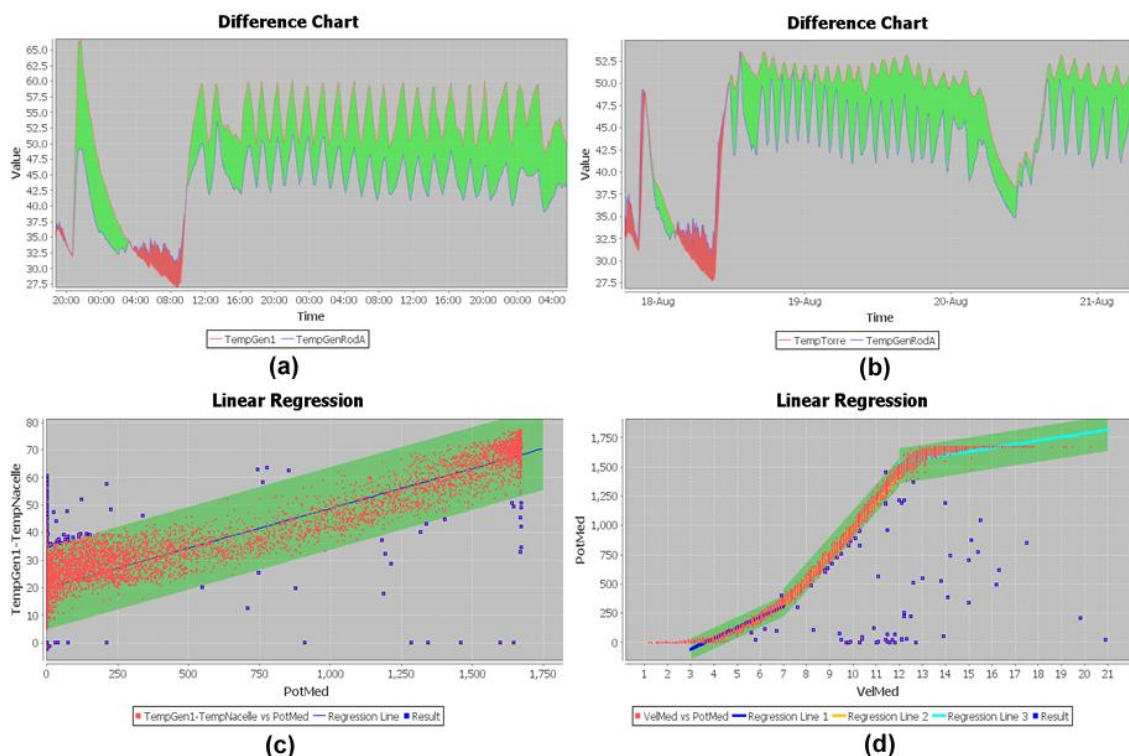 Difference Chart
Value
65.0
62.5
60.0
57.5
55.0
52.5
50.0
47.5
45.0
42.5
40.0
37.5
35.0
32.5
30.0
27.5
20:00 00:00 04:00 08:00 12:00 16:00 20:00 00:00 04:00 08:00 12:00 16:00 20:00 00:00 04:00
Time
TempGen1 TempGenRodA
(a)
Difference Chart
Value
52.5
50.0
47.5
45.0
42.5
40.0
37.5
35.0
32.5
30.0
27.5
18-Aug 19-Aug 20-Aug 21-Aug
Time
TempTorre TempGenRodA
(b)
Linear Regression
TempGen1-TempNacelle
80
70
60
50
40
30
20
10
0
0 250 500 750 1,000 1,250 1,500 1,750
PotMed
TempGen1-TempNacelle vs PotMed Regression Line Result
(c)
Linear Regression
PotMed
1,750
1,500
1,250
1,000
750
500
250
0
1 2 3 4 5 6 7 8 9 10 11 12 13 14 15 16 17 18 19 20 21
VelMed
VelMed vs PotMed Regression Line 1 Regression Line 2 Regression Line 3 Result
(d)